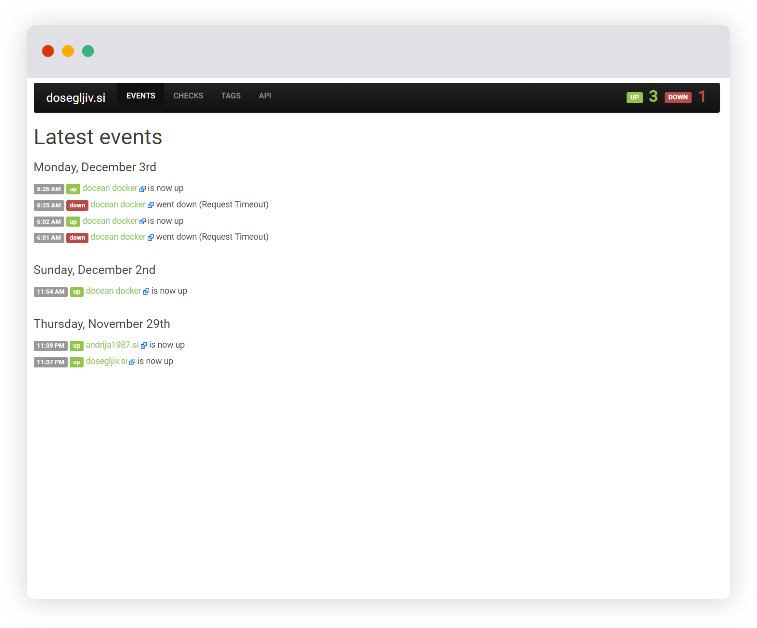 dosegljiv.si EVENTS CHECKS TAGS API UP 3 DOWN 1
Latest events
Monday, December 3rd
6:26 AM up docean docker is now up
6:25 AM down docean docker went down (Request Timeout)
6:02 AM up docean docker is now up
6:01 AM down docean docker went down (Request Timeout)
Sunday, December 2nd
11:54 AM up docean docker is now up
Thursday, November 29th
11:39 PM up andrija1987.si is now up
11:37 PM up dosegljiv.si is now up